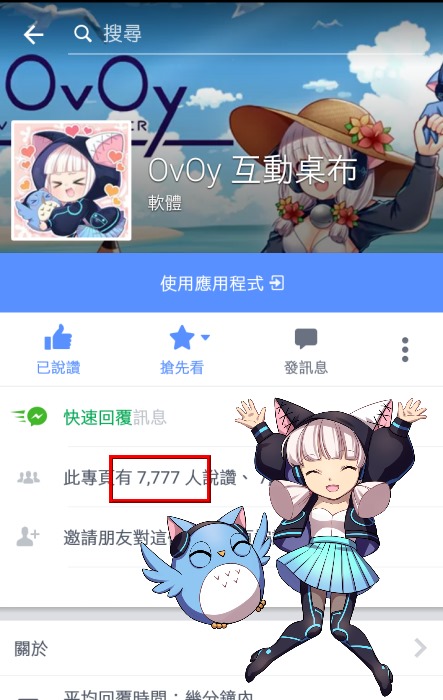 搜尋
OvOy
OvOy 互動桌布
軟體
使用應用程式
已說讚
搶先看
發訊息
快速回覆訊息
此專頁有 7,777 人說讚、
邀請朋友對這
關於
平均回覆時間：幾分鐘內